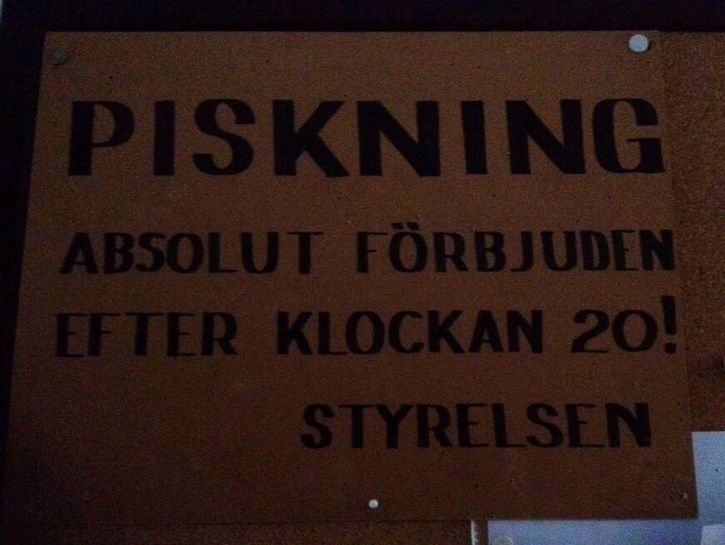 PISKNING
ABSOLUT FÖRBJUDEN
EFTER KLOCKAN 20!
STYRELSEN